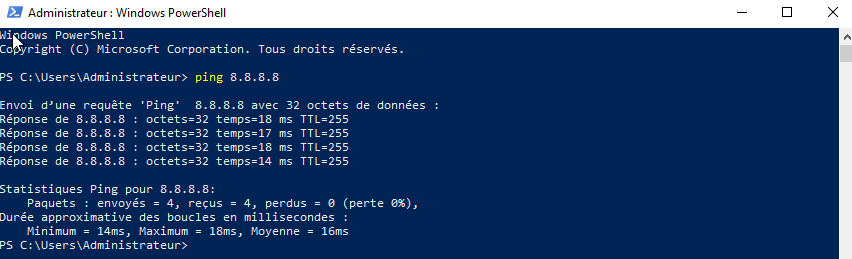 Administrateur : Windows PowerShell
Windows PowerShell
Copyright (C) Microsoft Corporation. Tous droits réservés.
PS C:\Users\Administrateur> ping 8.8.8.8
Envoi d’une requête 'Ping'  8.8.8.8 avec 32 octets de données :
Réponse de 8.8.8.8 : octets=32 temps=18 ms TTL=255
Réponse de 8.8.8.8 : octets=32 temps=17 ms TTL=255
Réponse de 8.8.8.8 : octets=32 temps=18 ms TTL=255
Réponse de 8.8.8.8 : octets=32 temps=14 ms TTL=255
Statistiques Ping pour 8.8.8.8:
    Paquets : envoyés = 4, reçus = 4, perdus = 0 (perte 0%),
Durée approximative des boucles en millisecondes :
    Minimum = 14ms, Maximum = 18ms, Moyenne = 16ms
PS C:\Users\Administrateur>